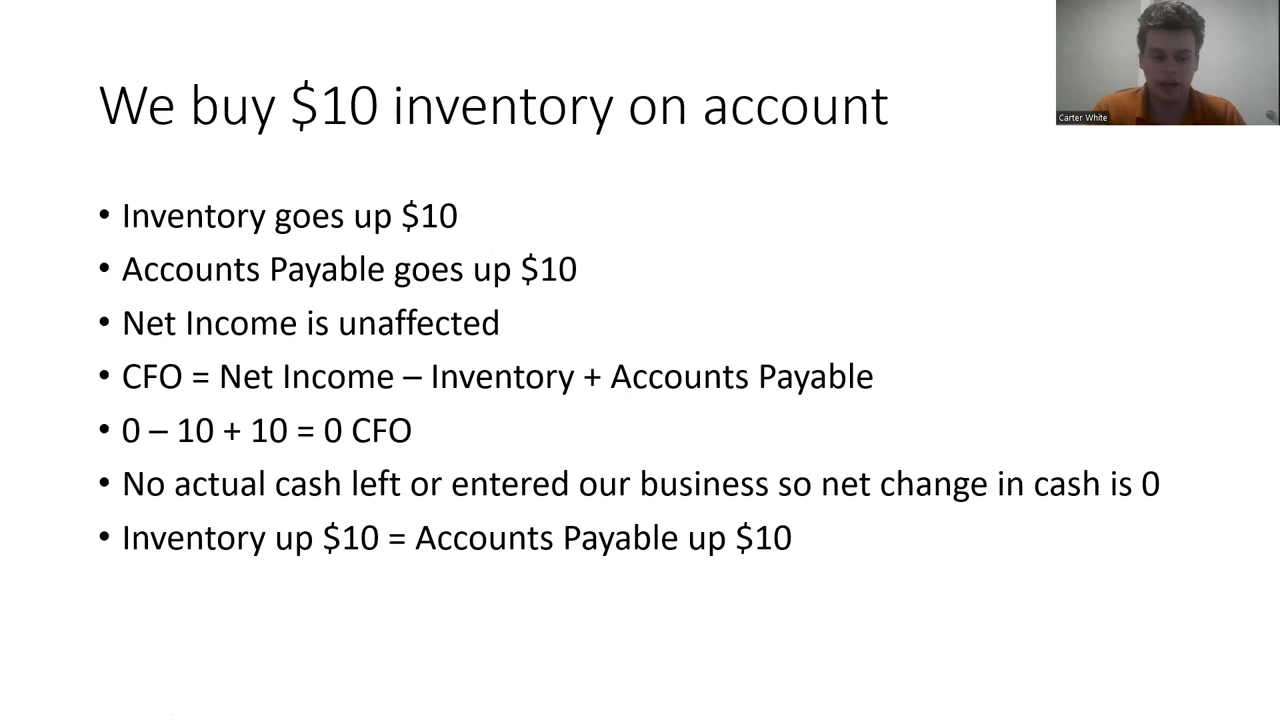 We buy $10 inventory on account
Carter White
• Inventory goes up $10
• Accounts Payable goes up $10
• Net Income is unaffected
• CFO = Net Income – Inventory + Accounts Payable
• 0 – 10 + 10 = 0 CFO
• No actual cash left or entered our business so net change in cash is 0
• Inventory up $10 = Accounts Payable up $10